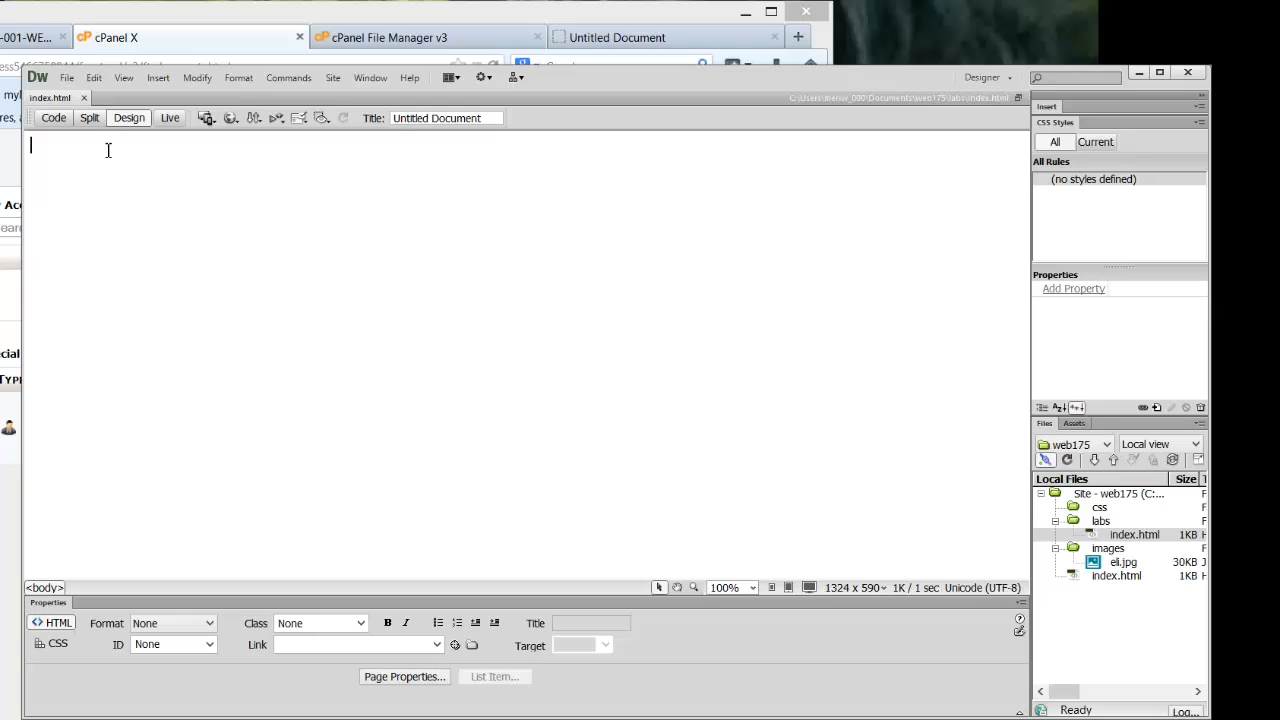 -001-WE...
cPanel X
cPanel File Manager v3
Untitled Document
Dw File Edit View Insert Modify Format Commands Site Window Help
Designer
index.html
Code Split Design Live
Title: Untitled Document
Insert
CSS Styles
All Current
All Rules
(no styles defined)
Properties
Add Property
Files Assets
web175 Local view
Local Files Size T
Site - web175 (C:... F
css F
labs F
index.html 1KB H
images F
eli.jpg 30KB J
index.html 1KB H
Ready Log...
<body>
100% 1324 x 590 1K / 1 sec Unicode (UTF-8)
Properties
HTML Format None Class None B I Title
CSS ID None Link Target
Page Properties... List Item...